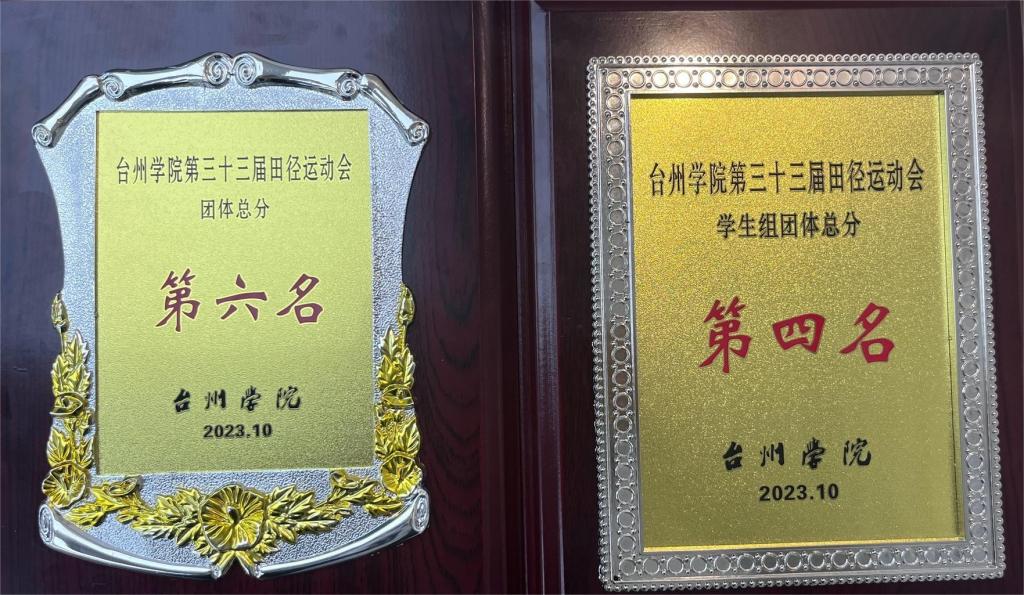 台州学院第三十三届田径运动会
团体总分
第六名
台州学院
2023.10
台州学院第三十三届田径运动会
学生组团体总分
第四名
台州学院
2023.10